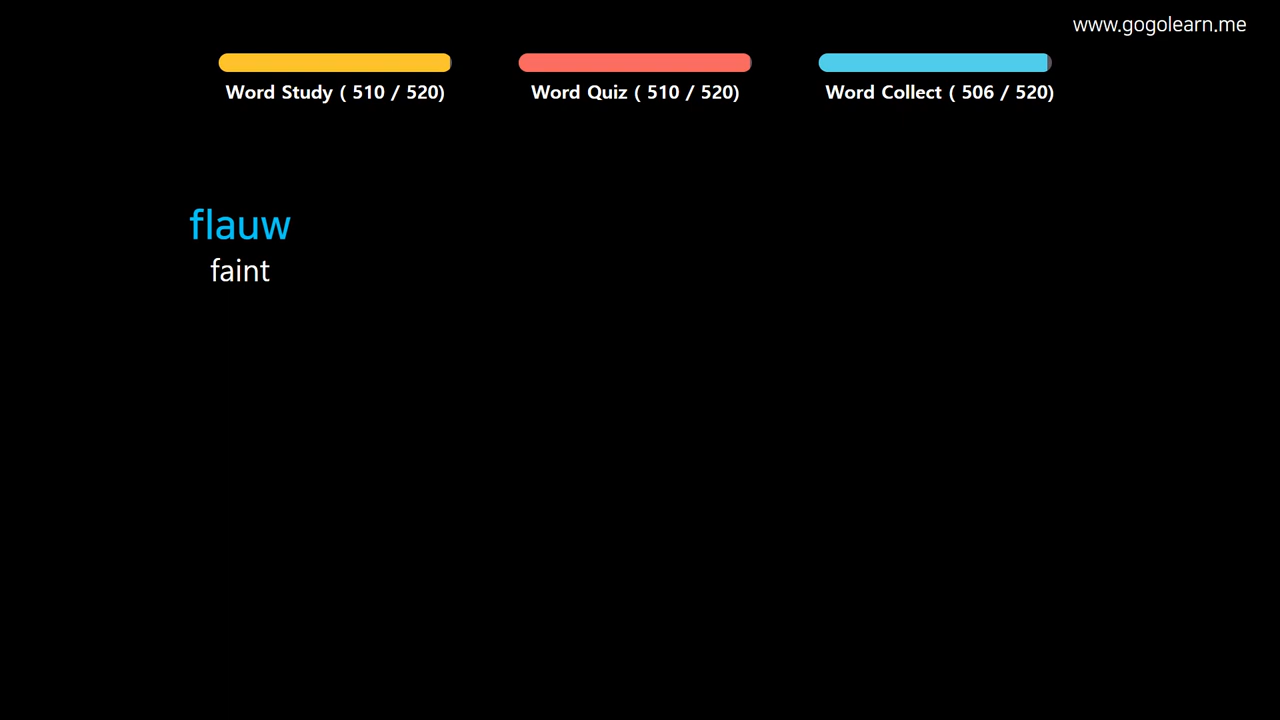 www.gogolearn.me
Word Study ( 510 / 520)
Word Quiz ( 510 / 520)
Word Collect ( 506 / 520)
flauw
faint